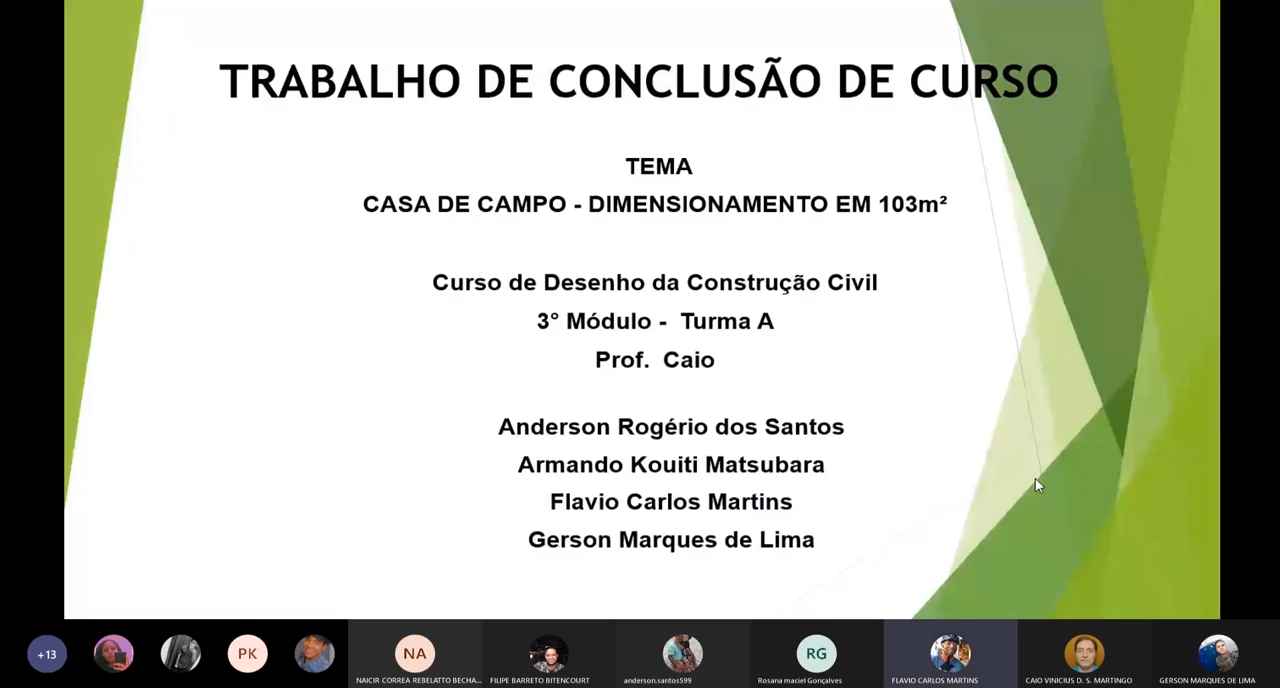 TRABALHO DE CONCLUSÃO DE CURSO
TEMA
CASA DE CAMPO - DIMENSIONAMENTO EM 103m²
Curso de Desenho da Construção Civil
3° Módulo - Turma A
Prof. Caio
Anderson Rogério dos Santos
Armando Kouiti Matsubara
Flavio Carlos Martins
Gerson Marques de Lima
+13
PK
NA
RG
NAICIR CORREA REBELATTO BECHA...
FILIPE BARRETO BITENCOURT
anderson.santos599
Rosana maciel Gonçalves
FLAVIO CARLOS MARTINS
CAIO VINICIUS D. S. MARTINGO
GERSON MARQUES DE LIMA